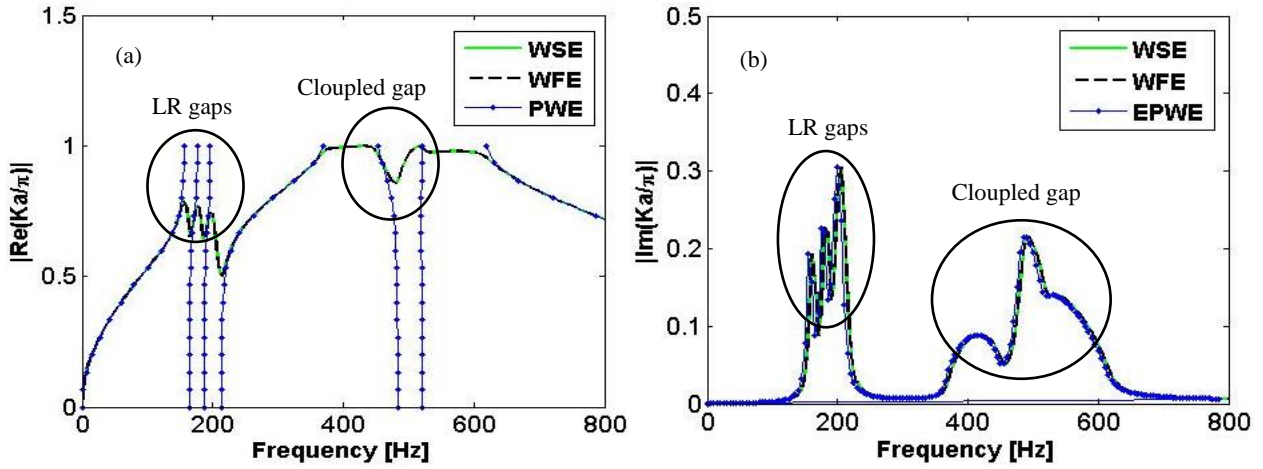 (a)
LR gaps
Cloupled gap
WSE
WFE
PWE
|Re(Ka/π)|
1.5
1
0.5
0
0 200 400 600 800
Frequency [Hz]
(b)
LR gaps
Cloupled gap
WSE
WFE
EPWE
|Im(Ka/π)|
0.5
0.4
0.3
0.2
0.1
0
0 200 400 600 800
Frequency [Hz]